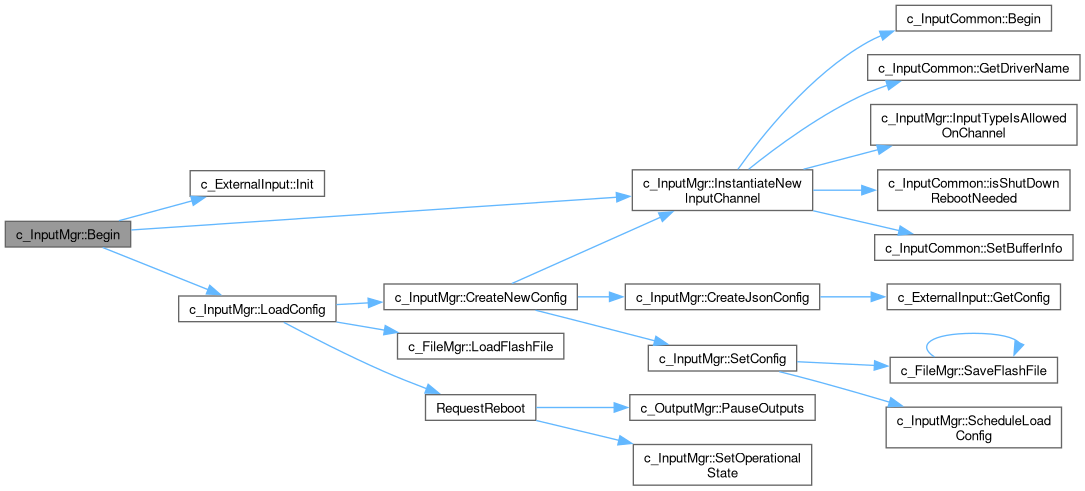 c_InputCommon::Begin
c_InputCommon::GetDriverName
c_InputMgr::InputTypeIsAllowed
OnChannel
c_ExternalInput::Init
c_InputMgr::InstantiateNew
InputChannel
c_InputCommon::isShutDown
RebootNeeded
c_InputMgr::Begin
c_InputCommon::SetBufferInfo
c_InputMgr::LoadConfig
c_InputMgr::CreateNewConfig
c_InputMgr::CreateJsonConfig
c_ExternalInput::GetConfig
c_FileMgr::LoadFlashFile
c_InputMgr::SetConfig
c_FileMgr::SaveFlashFile
RequestReboot
c_OutputMgr::PauseOutputs
c_InputMgr::ScheduleLoad
Config
c_InputMgr::SetOperational
State